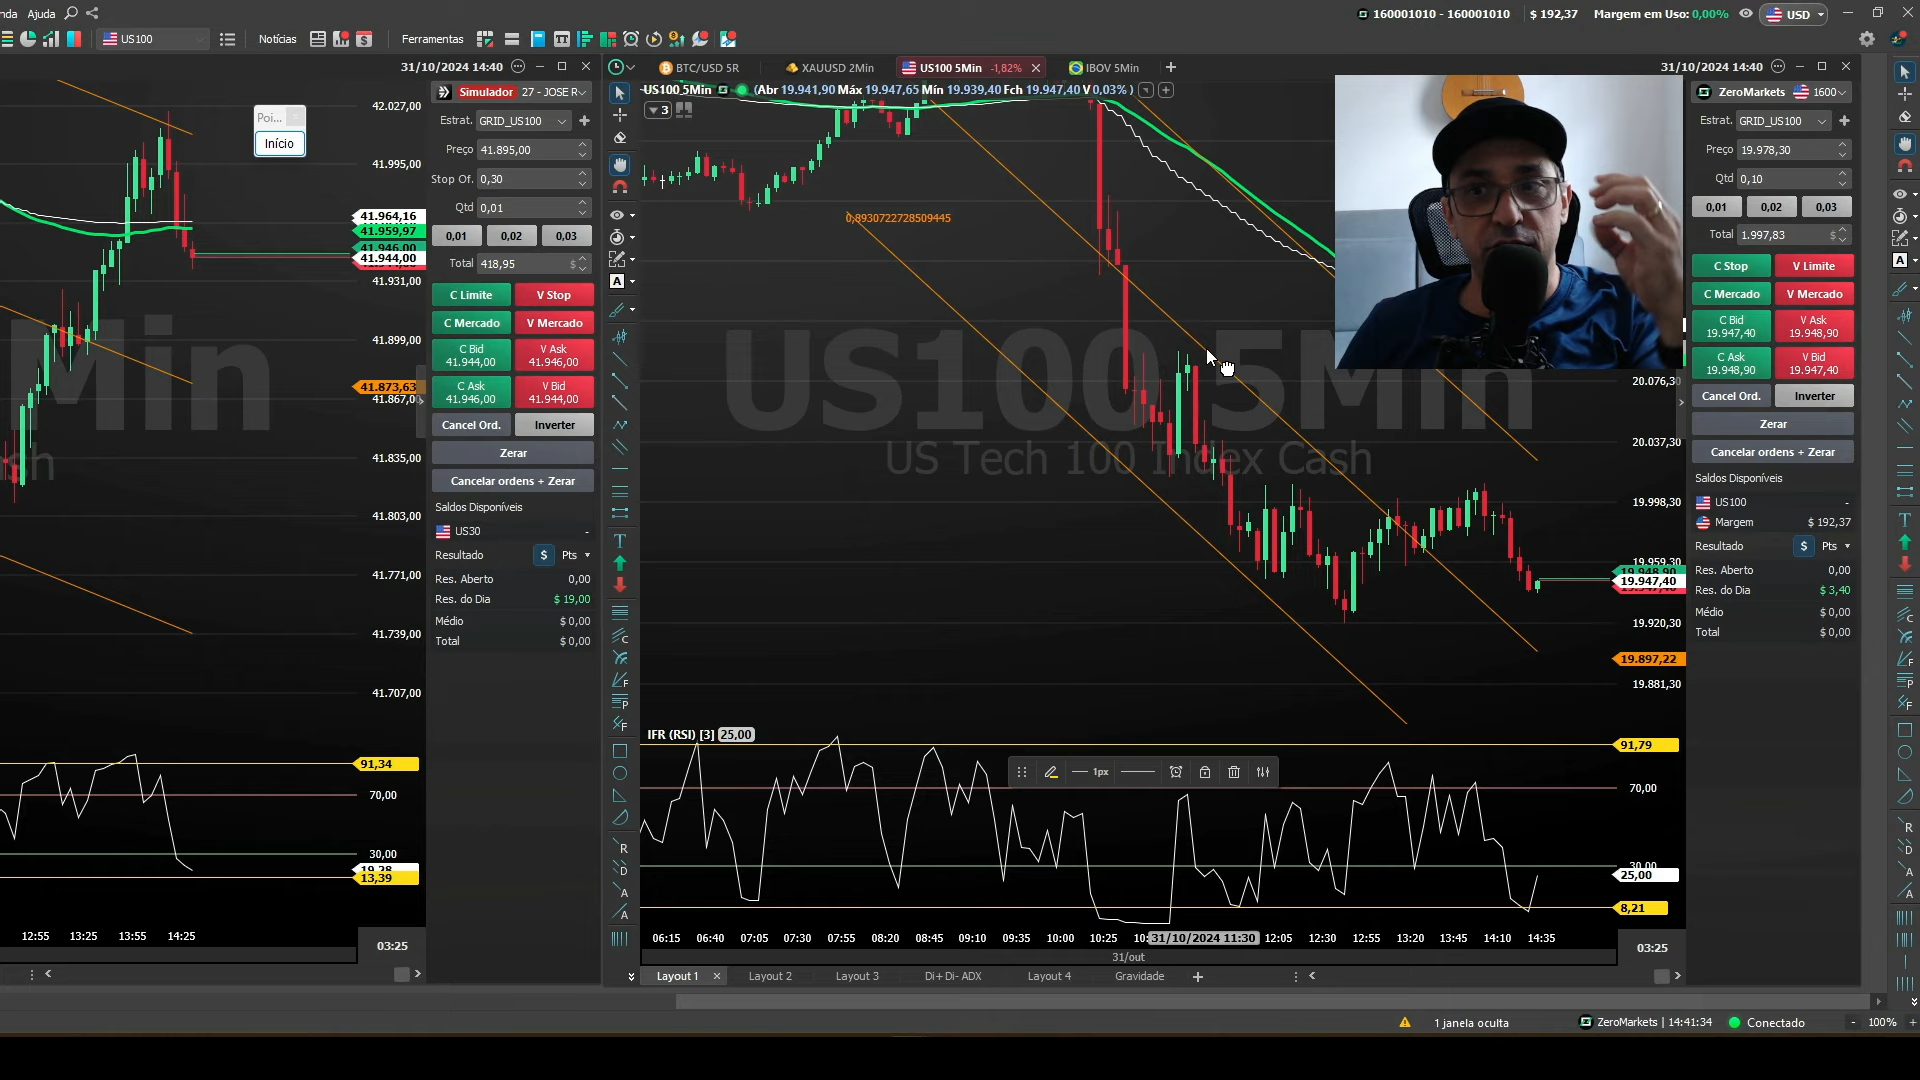 nda Ajuda
160001010 - 160001010 $ 192,37 Margem em Uso: 0,00% USD
US100 Notícias Ferramentas
31/10/2024 14:40
Simulador 27 - JOSE R
Estrat. GRID_US100
Preço 41.895,00
Stop Of. 0,30
Qtd 0,01
0,01 0,02 0,03
Total 418,95 $
C Limite V Stop
C Mercado V Mercado
C Bid V Ask
41.944,00 41.946,00
C Ask V Bid
41.946,00 41.944,00
Cancel Ord. Inverter
Zerar
Cancelar ordens + Zerar
Saldos Disponíveis
US30 -
Resultado $ Pts
Res. Aberto 0,00
Res. do Dia $ 19,00
Médio $ 0,00
Total $ 0,00
Poi...
Início
Min
sh
42.027,00
41.995,00
41.964,16
41.959,97
41.946,00
41.944,00
41.931,00
41.899,00
41.873,63
41.867,00
41.835,00
41.803,00
41.771,00
41.739,00
41.707,00
91,34
70,00
30,00
19,28
13,39
12:55 13:25 13:55 14:25
03:25
BTC/USD 5R XAUUSD 2Min US100 5Min -1,82% IBOV 5Min
US100_5Min (Abr 19.941,90 Máx 19.947,65 Mín 19.939,40 Fch 19.947,40 V 0,03% )
3
0,8930722728509445
US100 5Min
US Tech 100 Index Cash
20.076,30
20.037,30
19.998,30
19.959,30
19.948,90
19.947,40
19.920,30
19.897,22
19.881,30
IFR (RSI) [3] 25,00
1px
91,79
70,00
30,00
25,00
8,21
06:15 06:40 07:05 07:30 07:55 08:20 08:45 09:10 09:35 10:00 10:25 31/10/2024 11:30 12:05 12:30 12:55 13:20 13:45 14:10 14:35
03:25
31/out
Layout 1 Layout 2 Layout 3 Di+ Di- ADX Layout 4 Gravidade
31/10/2024 14:40
ZeroMarkets 1600
Estrat. GRID_US100
Preço 19.978,30
Qtd 0,10
0,01 0,02 0,03
Total 1.997,83 $
C Stop V Limite
C Mercado V Mercado
C Bid V Ask
19.947,40 19.948,90
C Ask V Bid
19.948,90 19.947,40
Cancel Ord. Inverter
Zerar
Cancelar ordens + Zerar
Saldos Disponíveis
US100 -
Margem $ 192,37
Resultado $ Pts
Res. Aberto 0,00
Res. do Dia $ 3,40
Médio $ 0,00
Total $ 0,00
1 janela oculta ZeroMarkets | 14:41:34 Conectado - 100% +